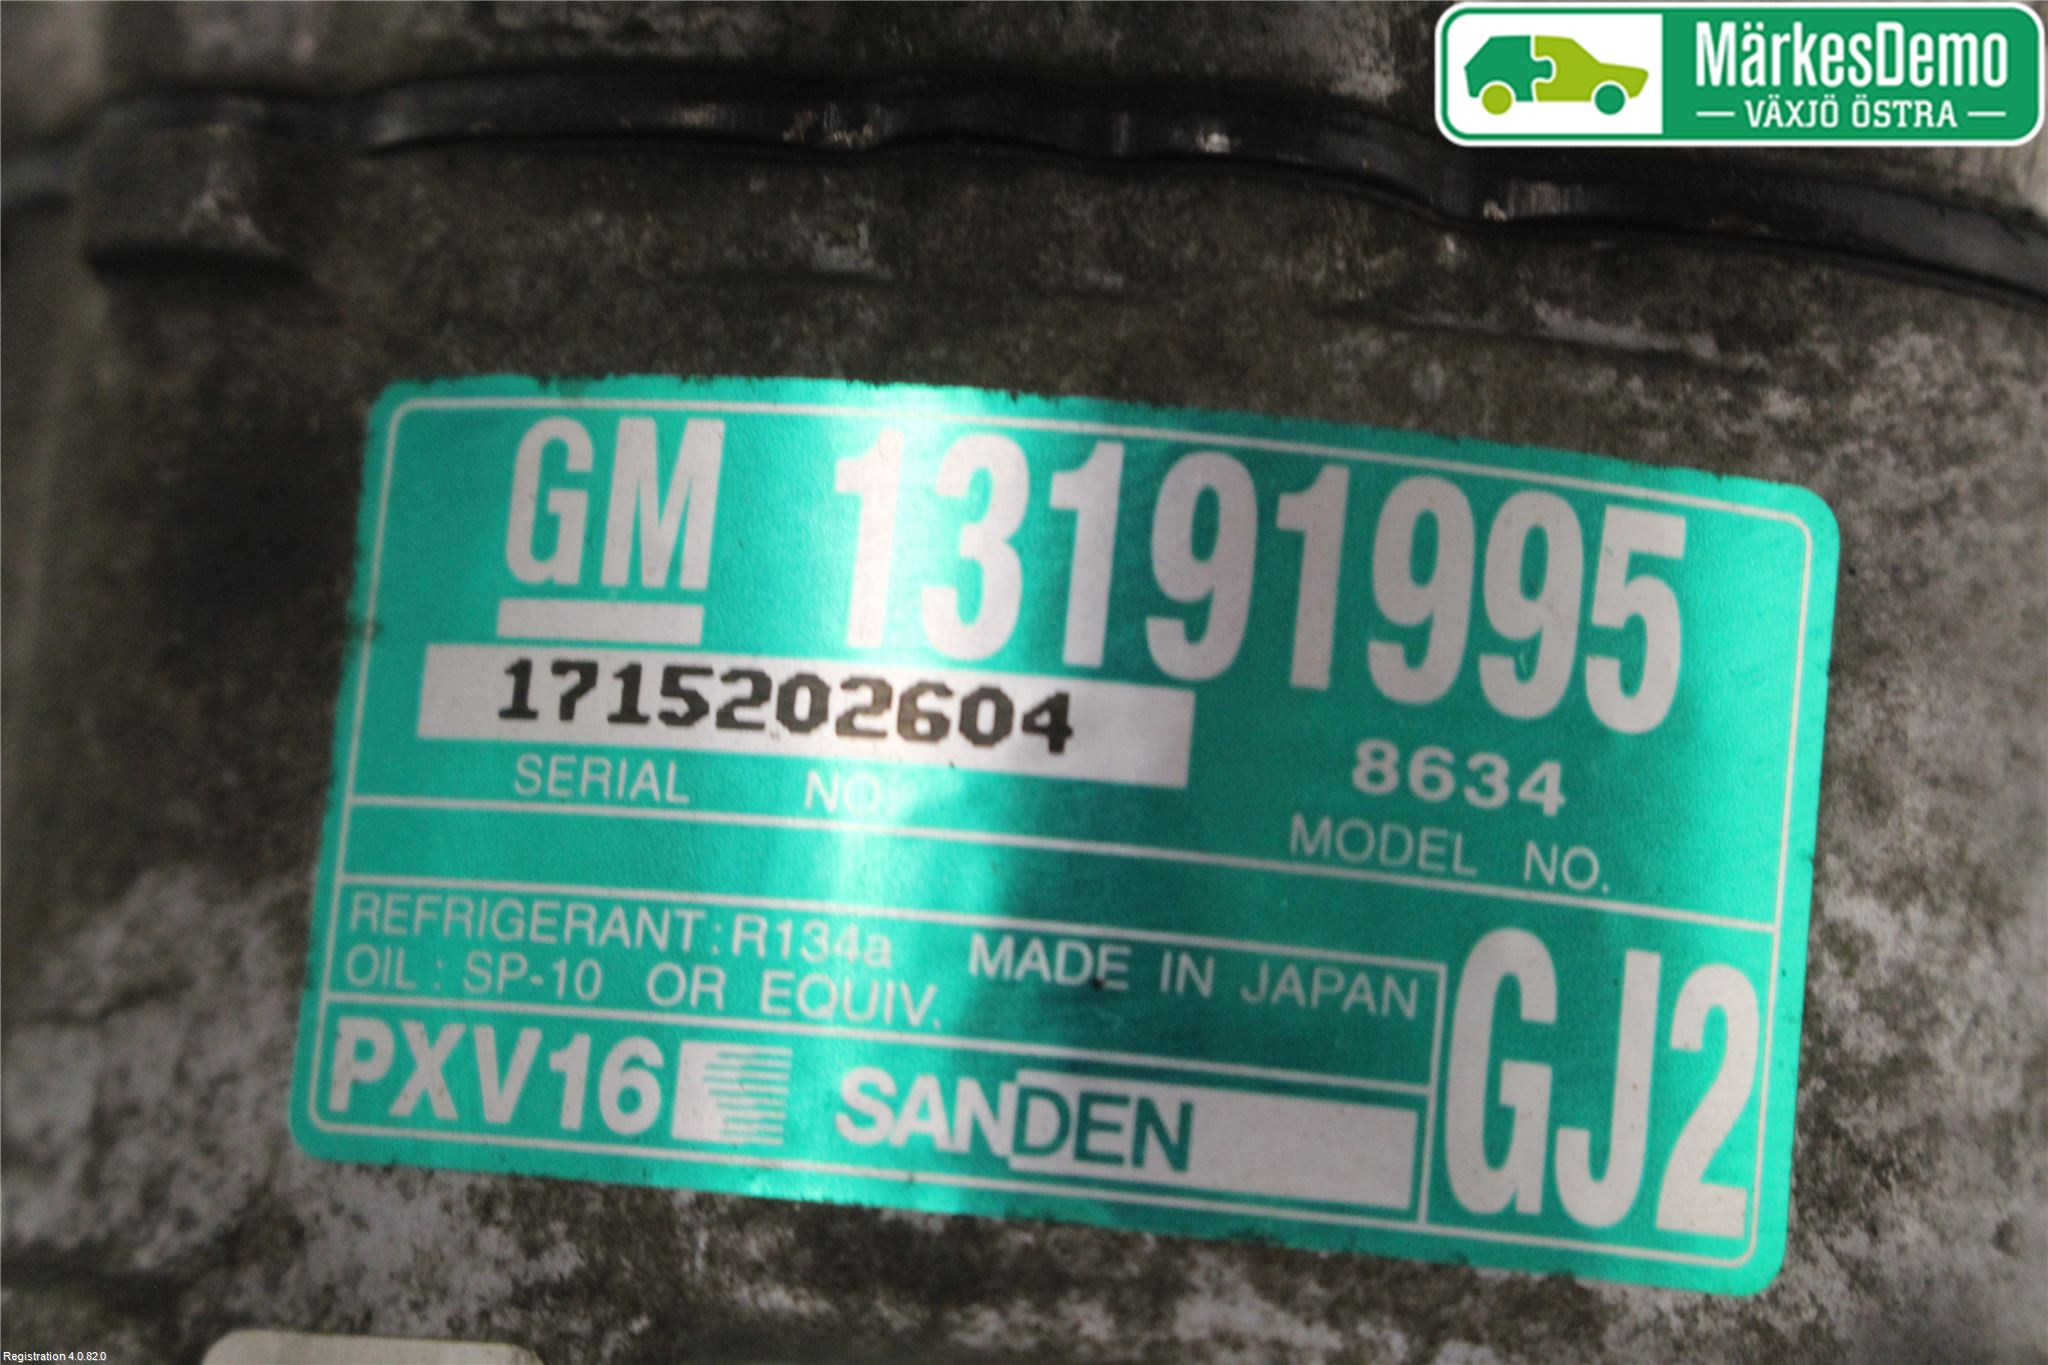 MärkesDemo
— VÄXJÖ ÖSTRA —
GM 13191995
1715202604
8634
SERIAL NO.
MODEL NO.
REFRIGERANT: R134a
OIL: SP-10 OR EQUIV.
MADE IN JAPAN
GJ2
PXV16 SANDEN
Registration 4.0.82.0